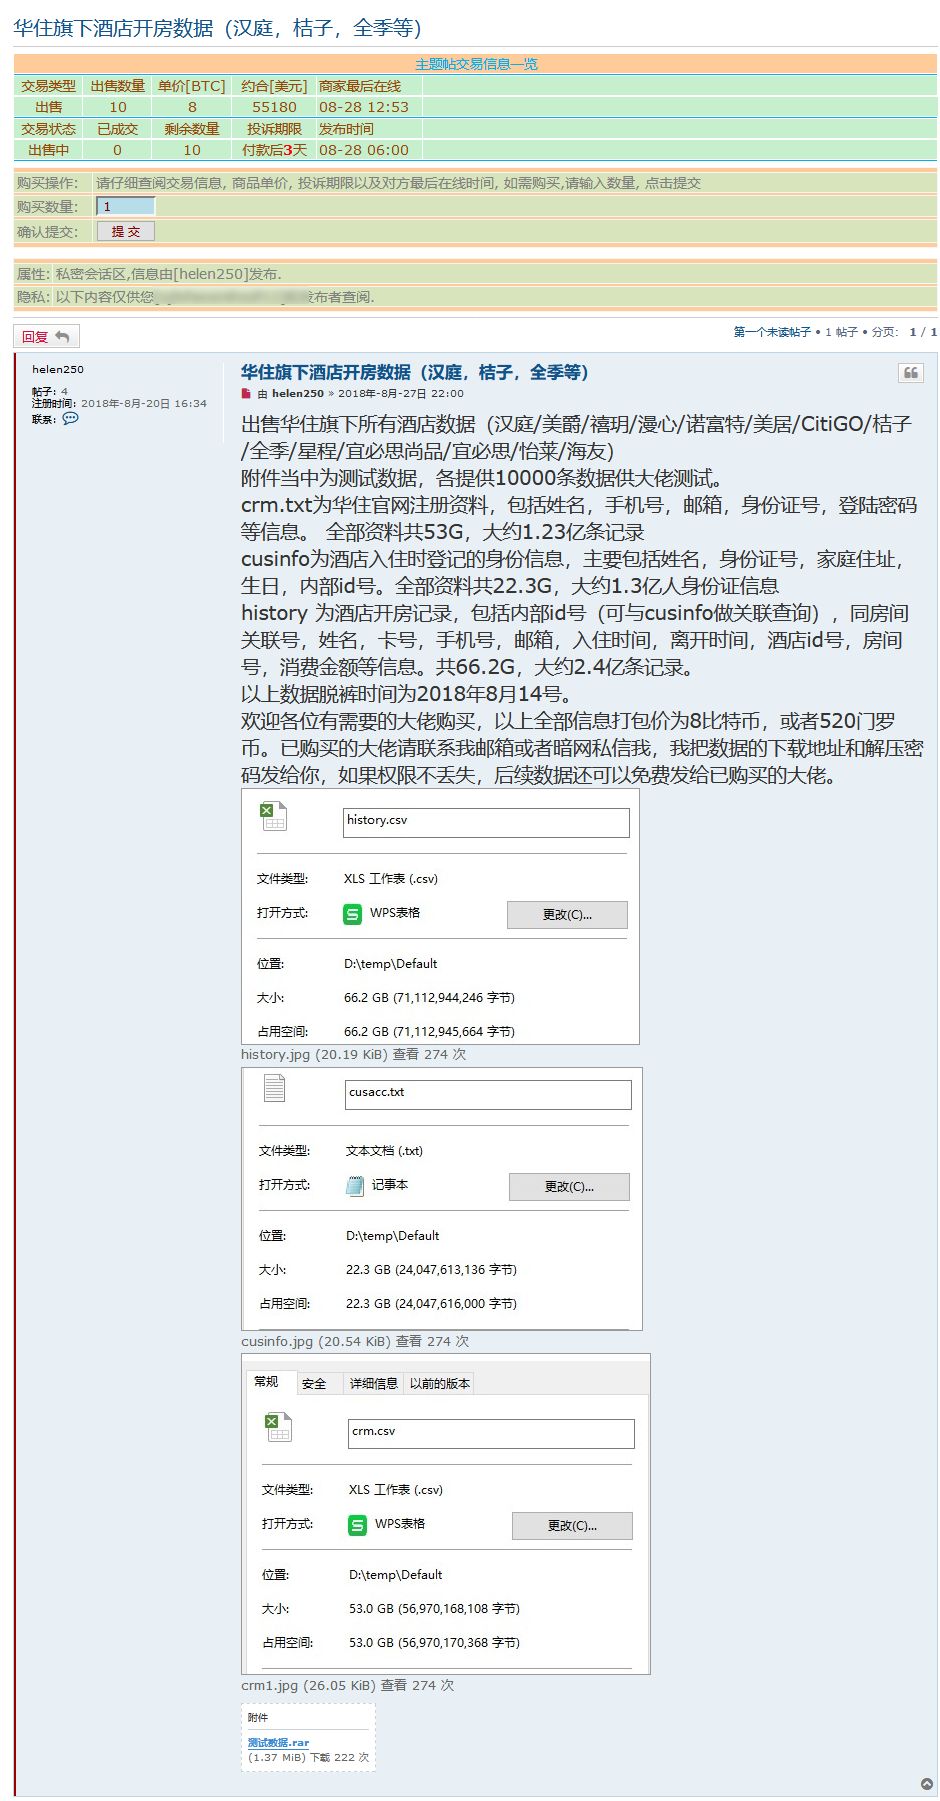 华住旗下酒店开房数据（汉庭，桔子，全季等）
主题帖交易信息一览
交易类型 出售数量 单价[BTC] 约合[美元] 商家最后在线
出售 10 8 55180 08-28 12:53
交易状态 已成交 剩余数量 投诉期限 发布时间
出售中 0 10 付款后3天 08-28 06:00
购买操作: 请仔细查阅交易信息, 商品单价, 投诉期限以及对方最后在线时间, 如需购买,请输入数量, 点击提交
购买数量: 1
确认提交: 提 交
属性: 私密会话区,信息由[helen250]发布.
隐私: 以下内容仅供您 发布者查阅.
回复
第一个未读帖子 • 1 帖子 • 分页: 1 / 1
helen250
帖子: 4
注册时间: 2018年-8月-20日 16:34
联系:
华住旗下酒店开房数据（汉庭，桔子，全季等）
由 helen250 » 2018年-8月-27日 22:00
出售华住旗下所有酒店数据（汉庭/美爵/禧玥/漫心/诺富特/美居/CitiGO/桔子
/全季/星程/宜必思尚品/宜必思/怡莱/海友）
附件当中为测试数据，各提供10000条数据供大佬测试。
crm.txt为华住官网注册资料，包括姓名，手机号，邮箱，身份证号，登陆密码
等信息。 全部资料共53G，大约1.23亿条记录
cusinfo为酒店入住时登记的身份信息，主要包括姓名，身份证号，家庭住址，
生日，内部id号。全部资料共22.3G，大约1.3亿人身份证信息
history 为酒店开房记录，包括内部id号（可与cusinfo做关联查询）,同房间
关联号，姓名，卡号，手机号，邮箱，入住时间，离开时间，酒店id号，房间
号，消费金额等信息。共66.2G，大约2.4亿条记录。
以上数据脱裤时间为2018年8月14号。
欢迎各位有需要的大佬购买，以上全部信息打包价为8比特币，或者520门罗
币。已购买的大佬请联系我邮箱或者暗网私信我，我把数据的下载地址和解压密
码发给你，如果权限不丢失，后续数据还可以免费发给已购买的大佬。
history.csv
文件类型: XLS 工作表 (.csv)
打开方式: WPS表格 更改(C)...
位置: D:\temp\Default
大小: 66.2 GB (71,112,944,246 字节)
占用空间: 66.2 GB (71,112,945,664 字节)
history.jpg (20.19 KiB) 查看 274 次
cusacc.txt
文件类型: 文本文档 (.txt)
打开方式: 记事本 更改(C)...
位置: D:\temp\Default
大小: 22.3 GB (24,047,613,136 字节)
占用空间: 22.3 GB (24,047,616,000 字节)
cusinfo.jpg (20.54 KiB) 查看 274 次
常规 安全 详细信息 以前的版本
crm.csv
文件类型: XLS 工作表 (.csv)
打开方式: WPS表格 更改(C)...
位置: D:\temp\Default
大小: 53.0 GB (56,970,168,108 字节)
占用空间: 53.0 GB (56,970,170,368 字节)
crm1.jpg (26.05 KiB) 查看 274 次
附件
测试数据.rar
(1.37 MiB) 下载 222 次